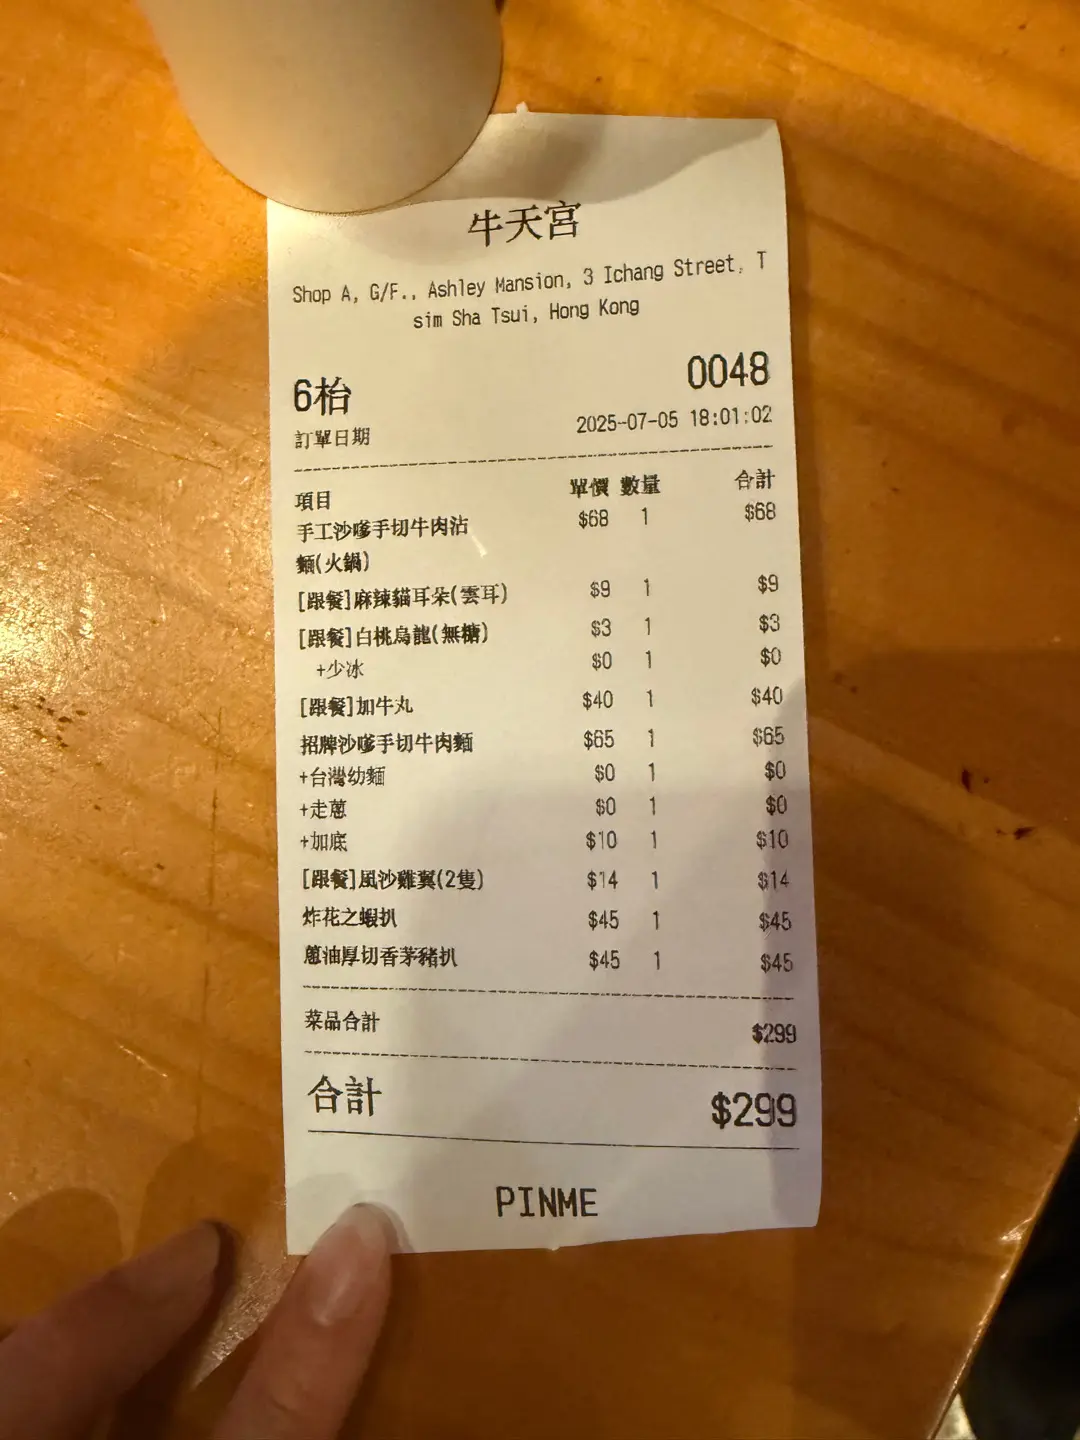 牛天宮
Shop A, G/F., Ashley Mansion, 3 Ichang Street, T
sim Sha Tsui, Hong Kong
6枱 0048
訂單日期 2025-07-05 18:01:02
項目 單價 數量 合計
手工沙嗲手切牛肉沾 $68 1 $68
麵(火鍋)
[跟餐]麻辣貓耳朵(雲耳) $9 1 $9
[跟餐]白桃烏龍(無糖) $3 1 $3
+少冰 $0 1 $0
[跟餐]加牛丸 $40 1 $40
招牌沙嗲手切牛肉麵 $65 1 $65
+台灣幼麵 $0 1 $0
+走蔥 $0 1 $0
+加底 $10 1 $10
[跟餐]風沙雞翼(2隻) $14 1 $14
炸花之蝦扒 $45 1 $45
蔥油厚切香茅豬扒 $45 1 $45
菜品合計 $299
合計 $299
PINME